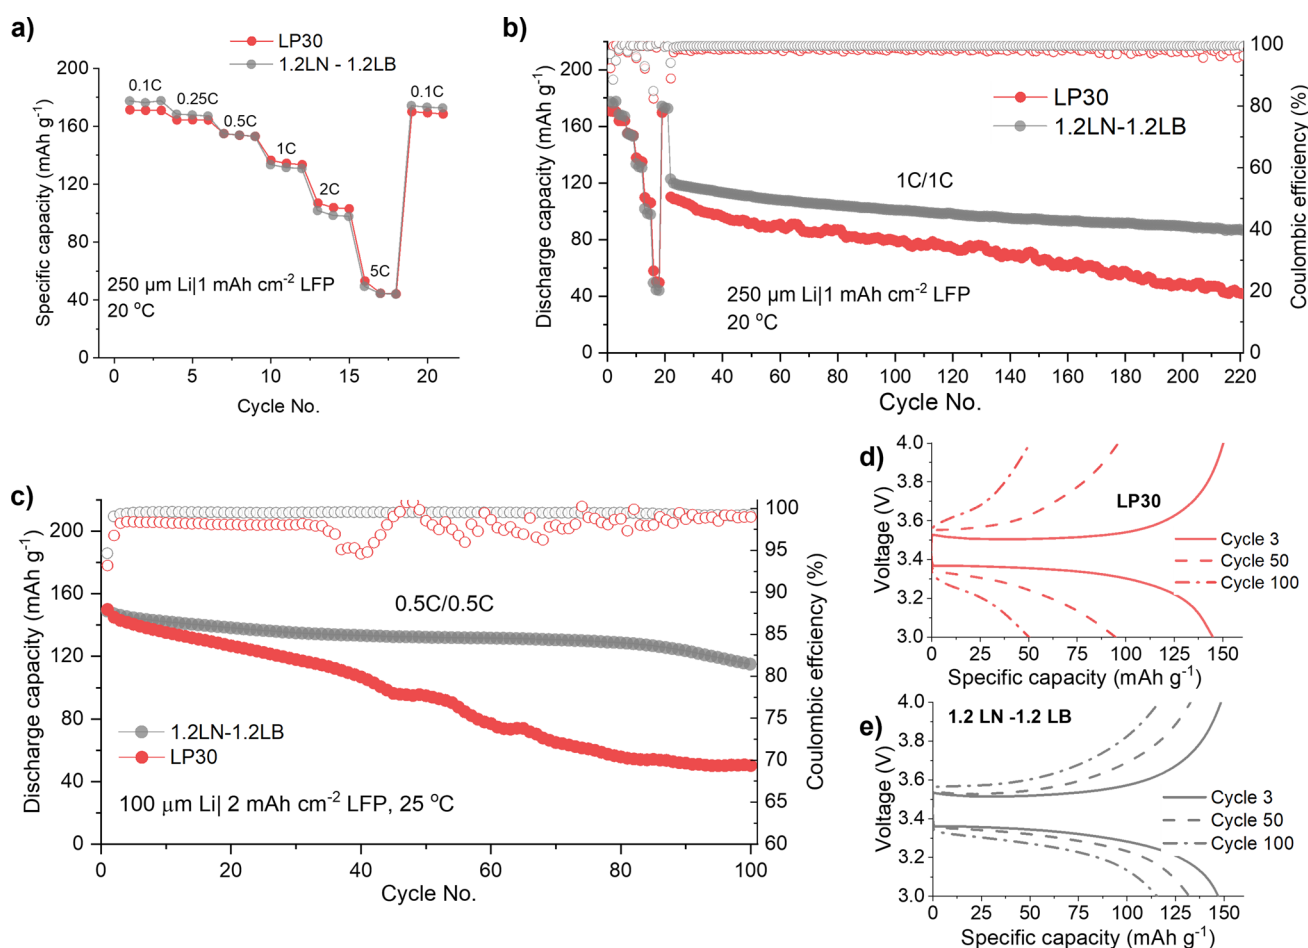 a)
LP30
1.2LN - 1.2LB
200
160
120
80
40
0
Specific capacity (mAh g⁻¹)
0.1C
0.25C
0.5C
1C
2C
5C
0.1C
250 µm Li|1 mAh cm⁻² LFP
20 ºC
0 5 10 15 20
Cycle No.
b)
200
160
120
80
40
0
Discharge capacity (mAh g⁻¹)
LP30
1.2LN-1.2LB
1C/1C
250 µm Li|1 mAh cm⁻² LFP
20 ºC
100
80
60
40
20
0
Coulombic efficiency (%)
0 20 40 60 80 100 120 140 160 180 200 220
Cycle No.
c)
200
160
120
80
40
0
Discharge capacity (mAh g⁻¹)
0.5C/0.5C
1.2LN-1.2LB
LP30
100 µm Li| 2 mAh cm⁻² LFP, 25 ºC
100
95
90
85
80
75
70
65
60
Coulombic effciency (%)
0 20 40 60 80 100
Cycle No.
d)
4.0
3.8
3.6
3.4
3.2
3.0
Voltage (V)
LP30
Cycle 3
Cycle 50
Cycle 100
0 25 50 75 100 125 150
Specific capacity (mAh g⁻¹)
e)
4.0
3.8
3.6
3.4
3.2
3.0
Voltage (V)
1.2 LN -1.2 LB
Cycle 3
Cycle 50
Cycle 100
0 25 50 75 100 125 150
Specific capacity (mAh g⁻¹)